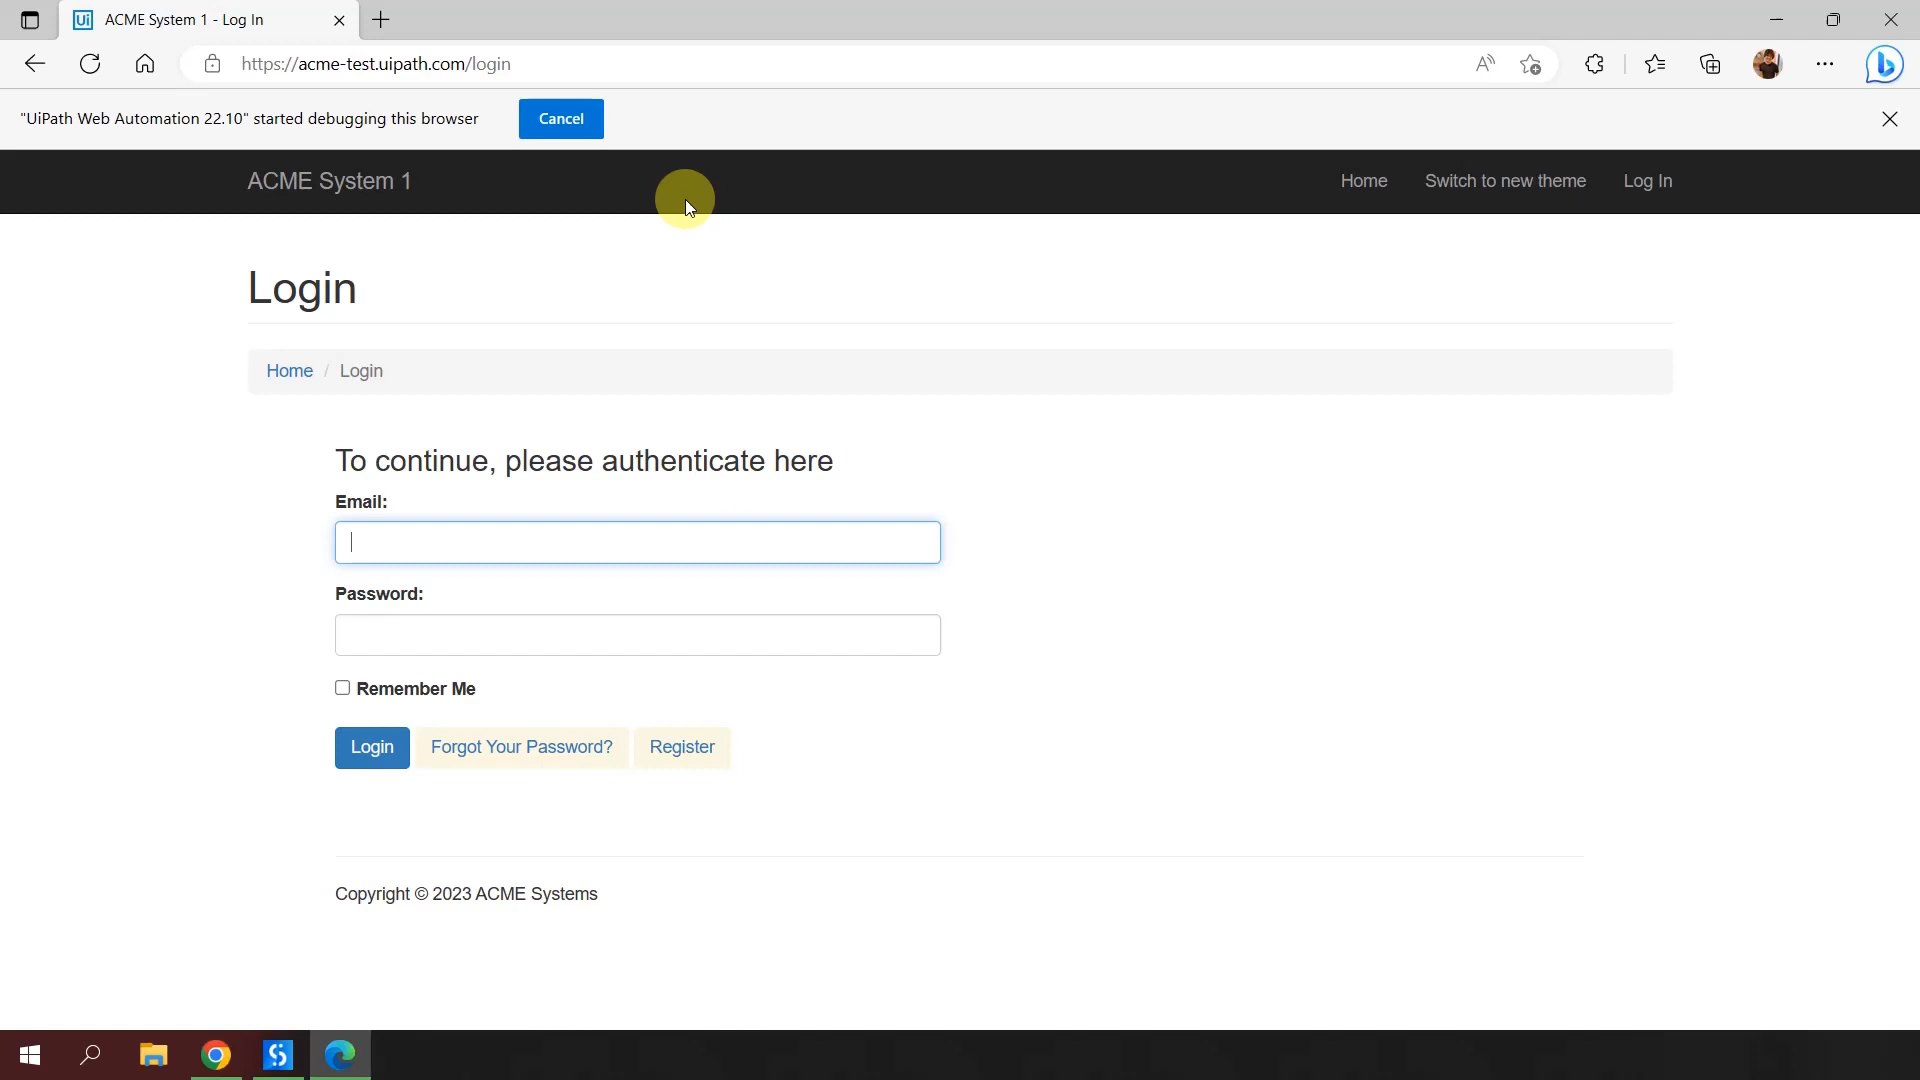 ACME System 1 - Log In
https://acme-test.uipath.com/login
"UiPath Web Automation 22.10" started debugging this browser
Cancel
ACME System 1
Home
Switch to new theme
Log In
Login
Home / Login
To continue, please authenticate here
Email:
Password:
Remember Me
Login
Forgot Your Password?
Register
Copyright © 2023 ACME Systems